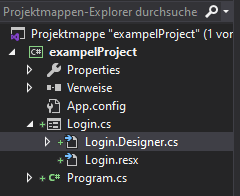 Projektmappen-Explorer durchsuche
Projektmappe "exampelProject" (1 vor
C# exampelProject
Properties
Verweise
App.config
+ Login.cs
+ Login.Designer.cs
+ Login.resx
+ C# Program.cs